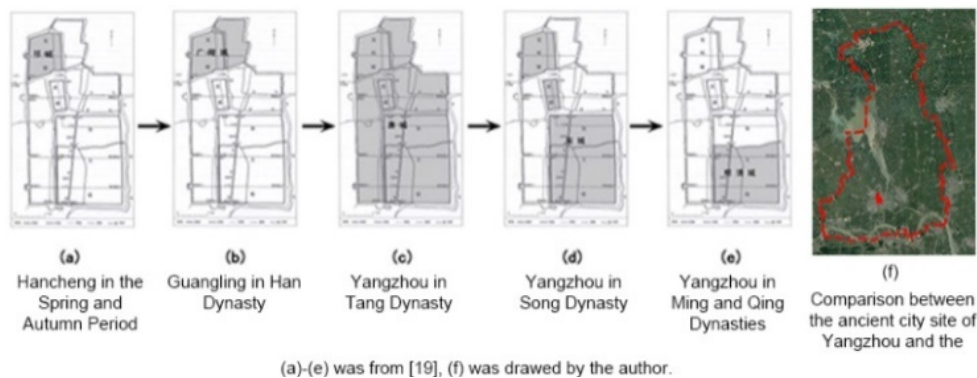 (a)
Hancheng in the
Spring and
Autumn Period
(b)
Guangling in Han
Dynasty
(c)
Yangzhou in
Tang Dynasty
(d)
Yangzhou in
Song Dynasty
(e)
Yangzhou in
Ming and Qing
Dynasties
(f)
Comparison between
the ancient city site of
Yangzhou and the
(a)-(e) was from [19], (f) was drawed by the author.